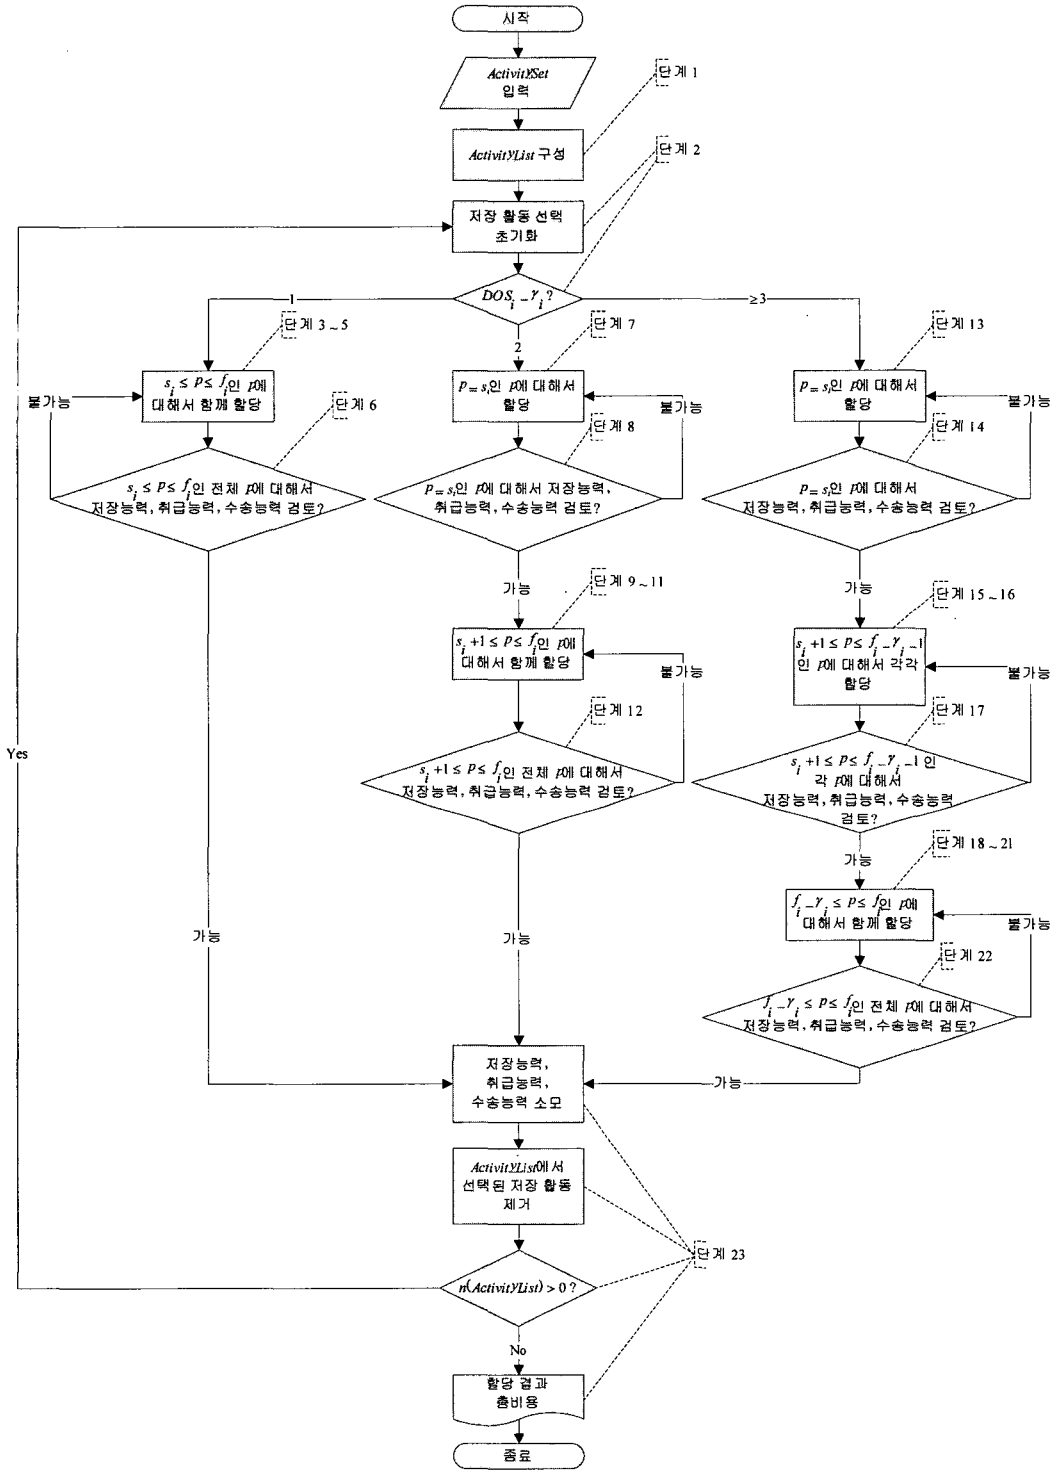 시작
ActivitySet
입력
단계 1
ActivityList 구성
단계 2
저장 활동 선택
초기화
DOS_i − γ_i ?
1
2
≥3
단계 3~5
단계 7
단계 13
s_i ≤ p ≤ f_i인 p에
대해서 함께 할당
불가능
p = s_i인 p에 대해서
할당
불가능
p = s_i인 p에 대해서
할당
불가능
단계 6
단계 8
단계 14
s_i ≤ p ≤ f_i인 전체 p에 대해서
저장능력, 취급능력, 수송능력 검토?
p = s_i인 p에 대해서 저장능력,
취급능력, 수송능력 검토?
p = s_i인 p에 대해서
저장능력, 취급능력, 수송능력 검토?
가능
가능
단계 9~11
단계 15~16
s_i +1 ≤ p ≤ f_i인 p에
대해서 함께 할당
불가능
s_i +1 ≤ p ≤ f_i − γ_i −1
인 p에 대해서 각각
할당
불가능
단계 12
단계 17
s_i +1 ≤ p ≤ f_i인 전체 p에 대해서
저장능력, 취급능력, 수송능력 검토?
s_i +1 ≤ p ≤ f_i − γ_i −1 인
각 p에 대해서
저장능력, 취급능력, 수송능력
검토?
Yes
가능
단계 18~21
f_i − γ_i ≤ p ≤ f_i인 p에
대해서 함께 할당
불가능
가능
가능
단계 22
f_i − γ_i ≤ p ≤ f_i인 전체 p에 대해서
저장능력, 취급능력, 수송능력 검토?
저장능력,
취급능력,
수송능력 소모
가능
ActivityList에서
선택된 저장 활동
제거
단계 23
n(ActivityList) > 0 ?
No
할당 결과
총비용
종료